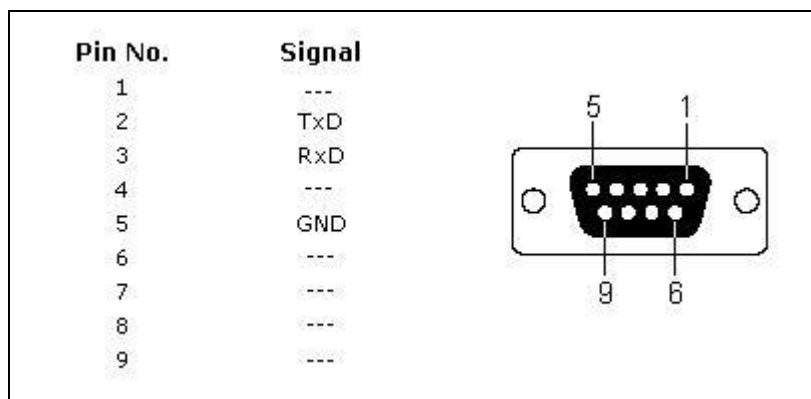 Pin No. Signal
1 ---
2 TxD
3 RxD
4 ---
5 GND
6 ---
7 ---
8 ---
9 ---
5 1
9 6